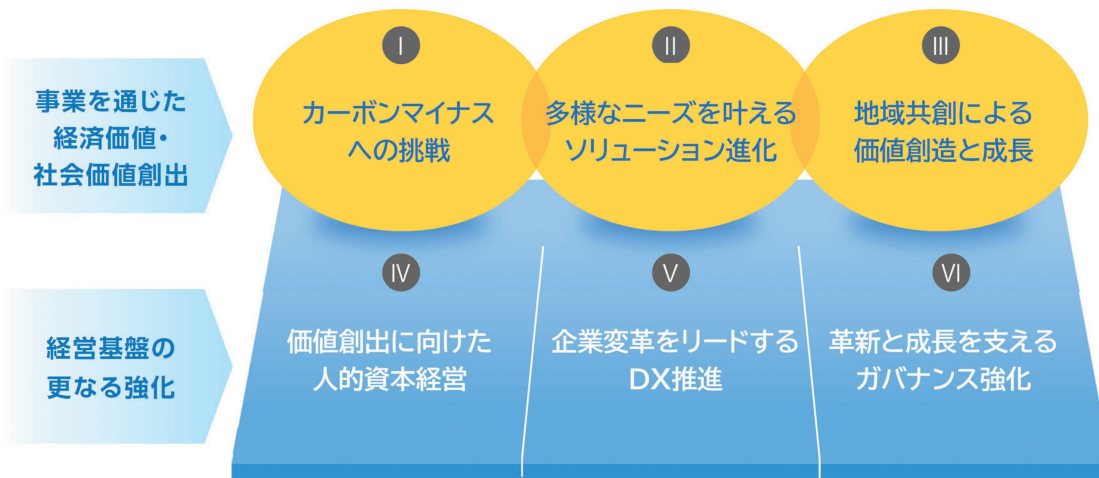 事業を通じた
経済価値・
社会価値創出
I
カーボンマイナス
への挑戦
II
多様なニーズを叶える
ソリューション進化
III
地域共創による
価値創造と成長
経営基盤の
更なる強化
IV
価値創出に向けた
人的資本経営
V
企業変革をリードする
DX推進
VI
革新と成長を支える
ガバナンス強化